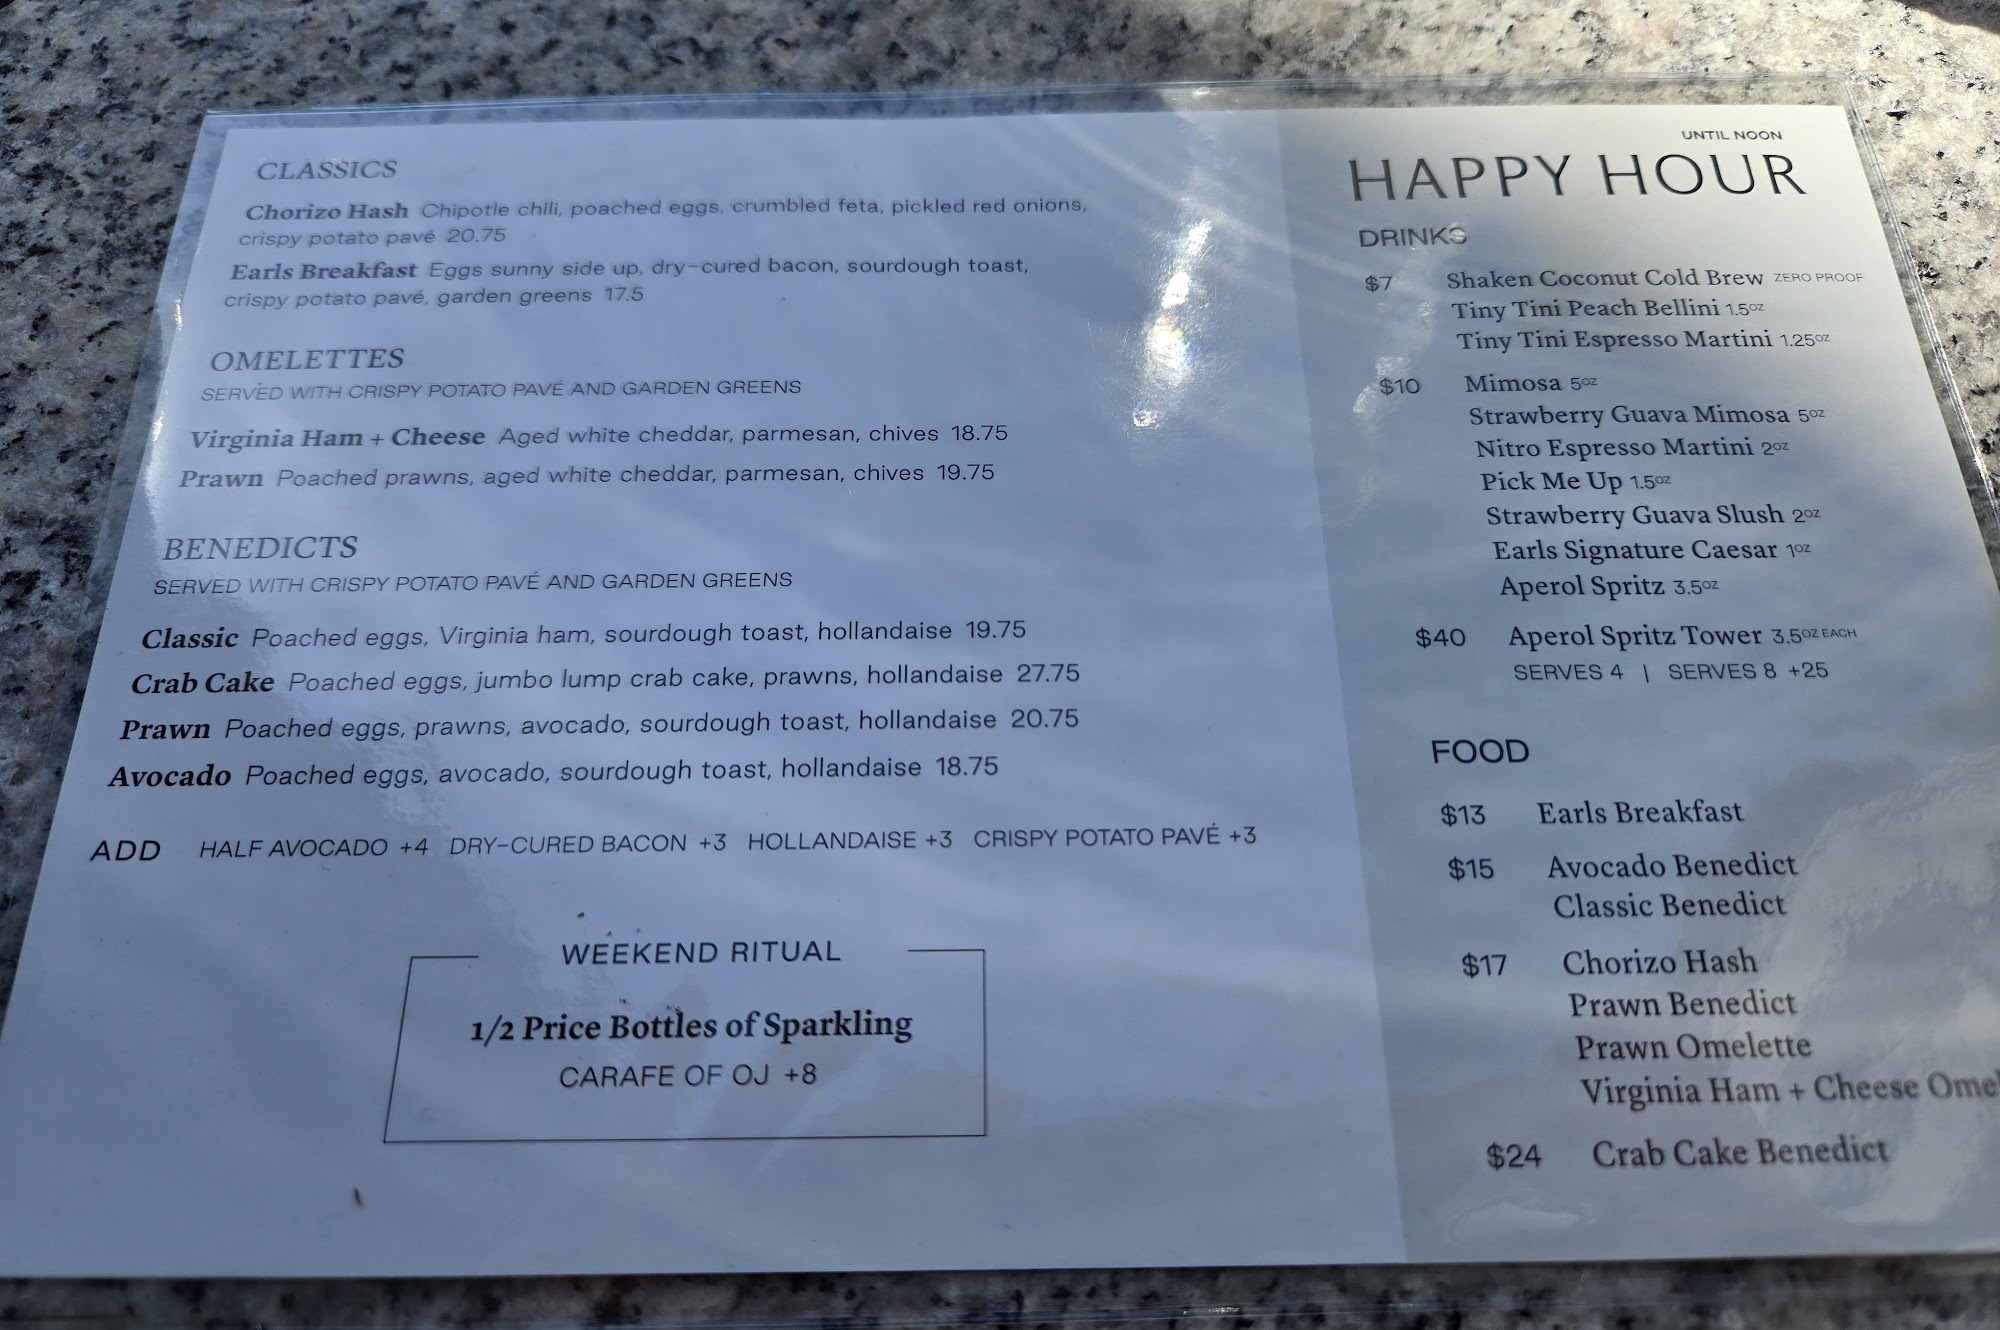 CLASSICS
Chorizo Hash Chipotle chili, poached eggs, crumbled feta, pickled red onions,
crispy potato pavé 20.75
Earls Breakfast Eggs sunny side up, dry-cured bacon, sourdough toast,
crispy potato pavé, garden greens 17.5
OMELETTES
SERVED WITH CRISPY POTATO PAVÉ AND GARDEN GREENS
Virginia Ham + Cheese Aged white cheddar, parmesan, chives 18.75
Prawn Poached prawns, aged white cheddar, parmesan, chives 19.75
BENEDICTS
SERVED WITH CRISPY POTATO PAVÉ AND GARDEN GREENS
Classic Poached eggs, Virginia ham, sourdough toast, hollandaise 19.75
Crab Cake Poached eggs, jumbo lump crab cake, prawns, hollandaise 27.75
Prawn Poached eggs, prawns, avocado, sourdough toast, hollandaise 20.75
Avocado Poached eggs, avocado, sourdough toast, hollandaise 18.75
ADD HALF AVOCADO +4 DRY-CURED BACON +3 HOLLANDAISE +3 CRISPY POTATO PAVÉ +3
WEEKEND RITUAL
1/2 Price Bottles of Sparkling
CARAFE OF OJ +8
UNTIL NOON
HAPPY HOUR
DRINKS
$7 Shaken Coconut Cold Brew ZERO PROOF
Tiny Tini Peach Bellini 1.5oz
Tiny Tini Espresso Martini 1.25oz
$10 Mimosa 5oz
Strawberry Guava Mimosa 5oz
Nitro Espresso Martini 2oz
Pick Me Up 1.5oz
Strawberry Guava Slush 2oz
Earls Signature Caesar 1oz
Aperol Spritz 3.5oz
$40 Aperol Spritz Tower 3.5OZ EACH
SERVES 4 | SERVES 8 +25
FOOD
$13 Earls Breakfast
$15 Avocado Benedict
Classic Benedict
$17 Chorizo Hash
Prawn Benedict
Prawn Omelette
Virginia Ham + Cheese Ome
$24 Crab Cake Benedict